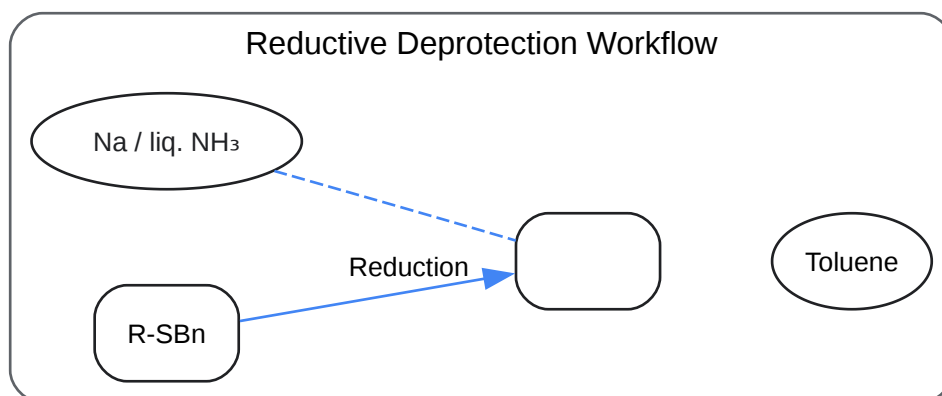 Reductive Deprotection Workflow
Na / liq. NH₃
Reduction
Toluene
R-SBn